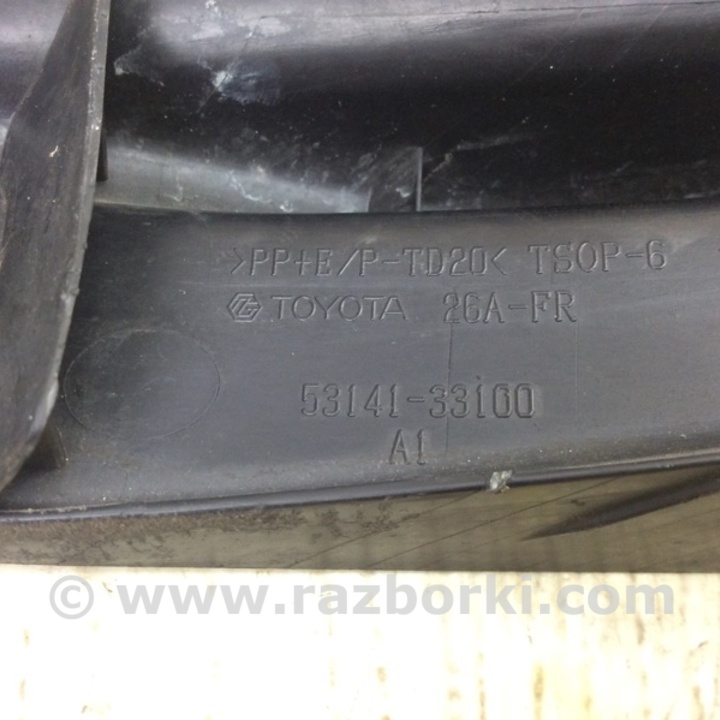 >PP+E/P-TD20< TSOP-6
TOYOTA 26A-FR
53141-33100
A1
© www.razborki.com